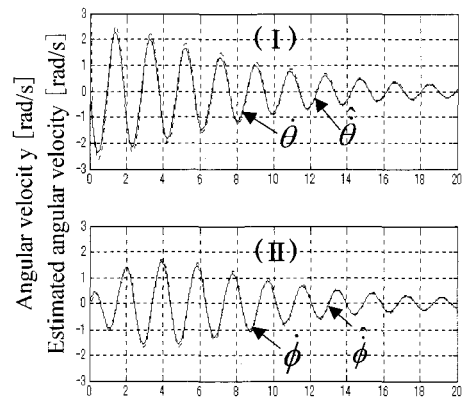 Angular velocity [rad/s]
Estimated angular velocity [rad/s]
(I)
3
2
1
0
-1
-2
-3
θ̇
θ̇̂
0 2 4 6 8 10 12 14 16 18 20
(II)
3
2
1
0
-1
-2
-3
ϕ̇
ϕ̇̂
0 2 4 6 8 10 12 14 16 18 20